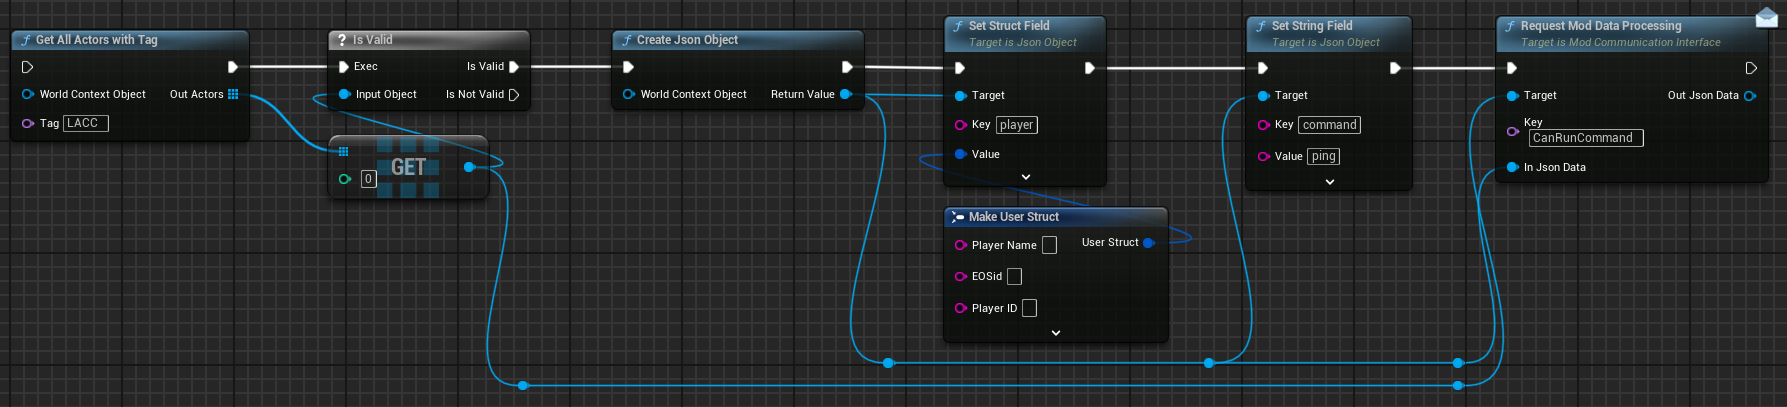 Get All Actors with Tag
World Context Object
Out Actors
Tag LACC
? Is Valid
Exec
Is Valid
Input Object
Is Not Valid
GET
0
f Create Json Object
World Context Object
Return Value
f Set Struct Field
Target is Json Object
Target
Key player
Value
Make User Struct
Player Name
User Struct
EOSid
Player ID
f Set String Field
Target is Json Object
Target
Key command
Value ping
f Request Mod Data Processing
Target is Mod Communication Interface
Target
Out Json Data
Key
CanRunCommand
In Json Data